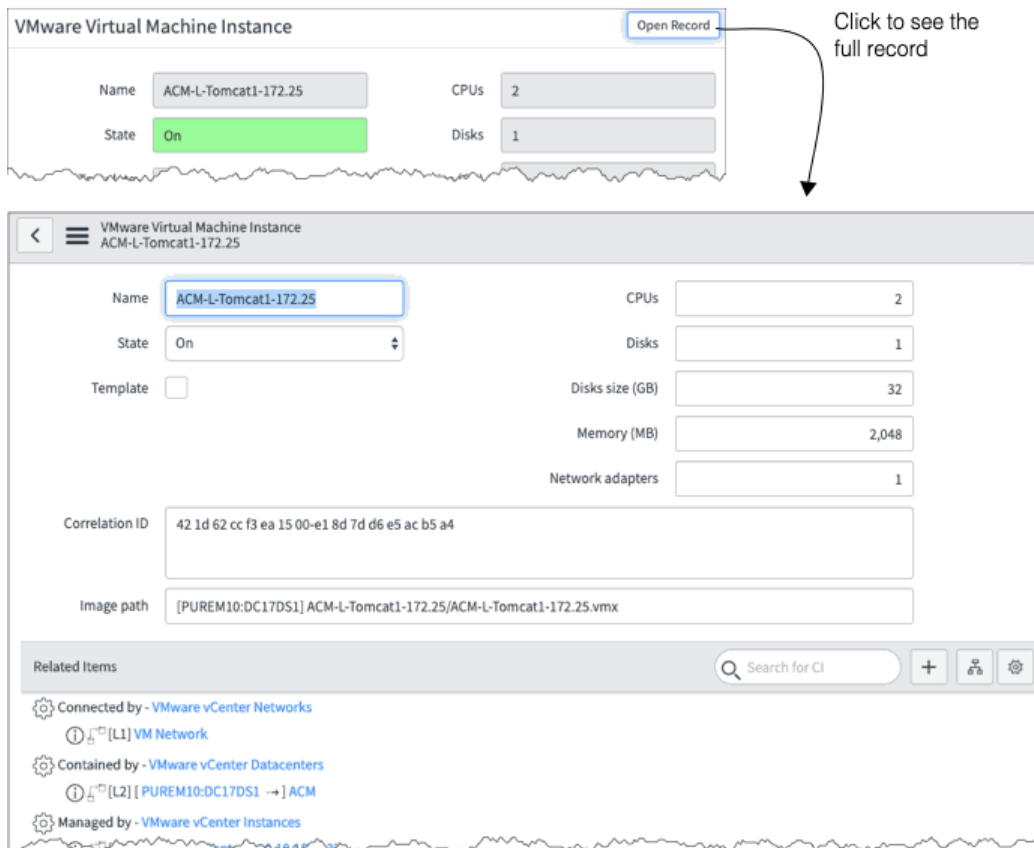 VMware Virtual Machine Instance
Open Record
Click to see the
full record
Name ACM-L-Tomcat1-172.25 CPUs 2
State On Disks 1
VMware Virtual Machine Instance
ACM-L-Tomcat1-172.25
Name ACM-L-Tomcat1-172.25 CPUs 2
State On Disks 1
Template Disks size (GB) 32
Memory (MB) 2,048
Network adapters 1
Correlation ID 42 1d 62 cc f3 ea 15 00-e1 8d 7d d6 e5 ac b5 a4
Image path [PUREM10:DC17DS1] ACM-L-Tomcat1-172.25/ACM-L-Tomcat1-172.25.vmx
Related Items Search for CI
Connected by - VMware vCenter Networks
[L1] VM Network
Contained by - VMware vCenter Datacenters
[L2] [ PUREM10:DC17DS1 → ] ACM
Managed by - VMware vCenter Instances